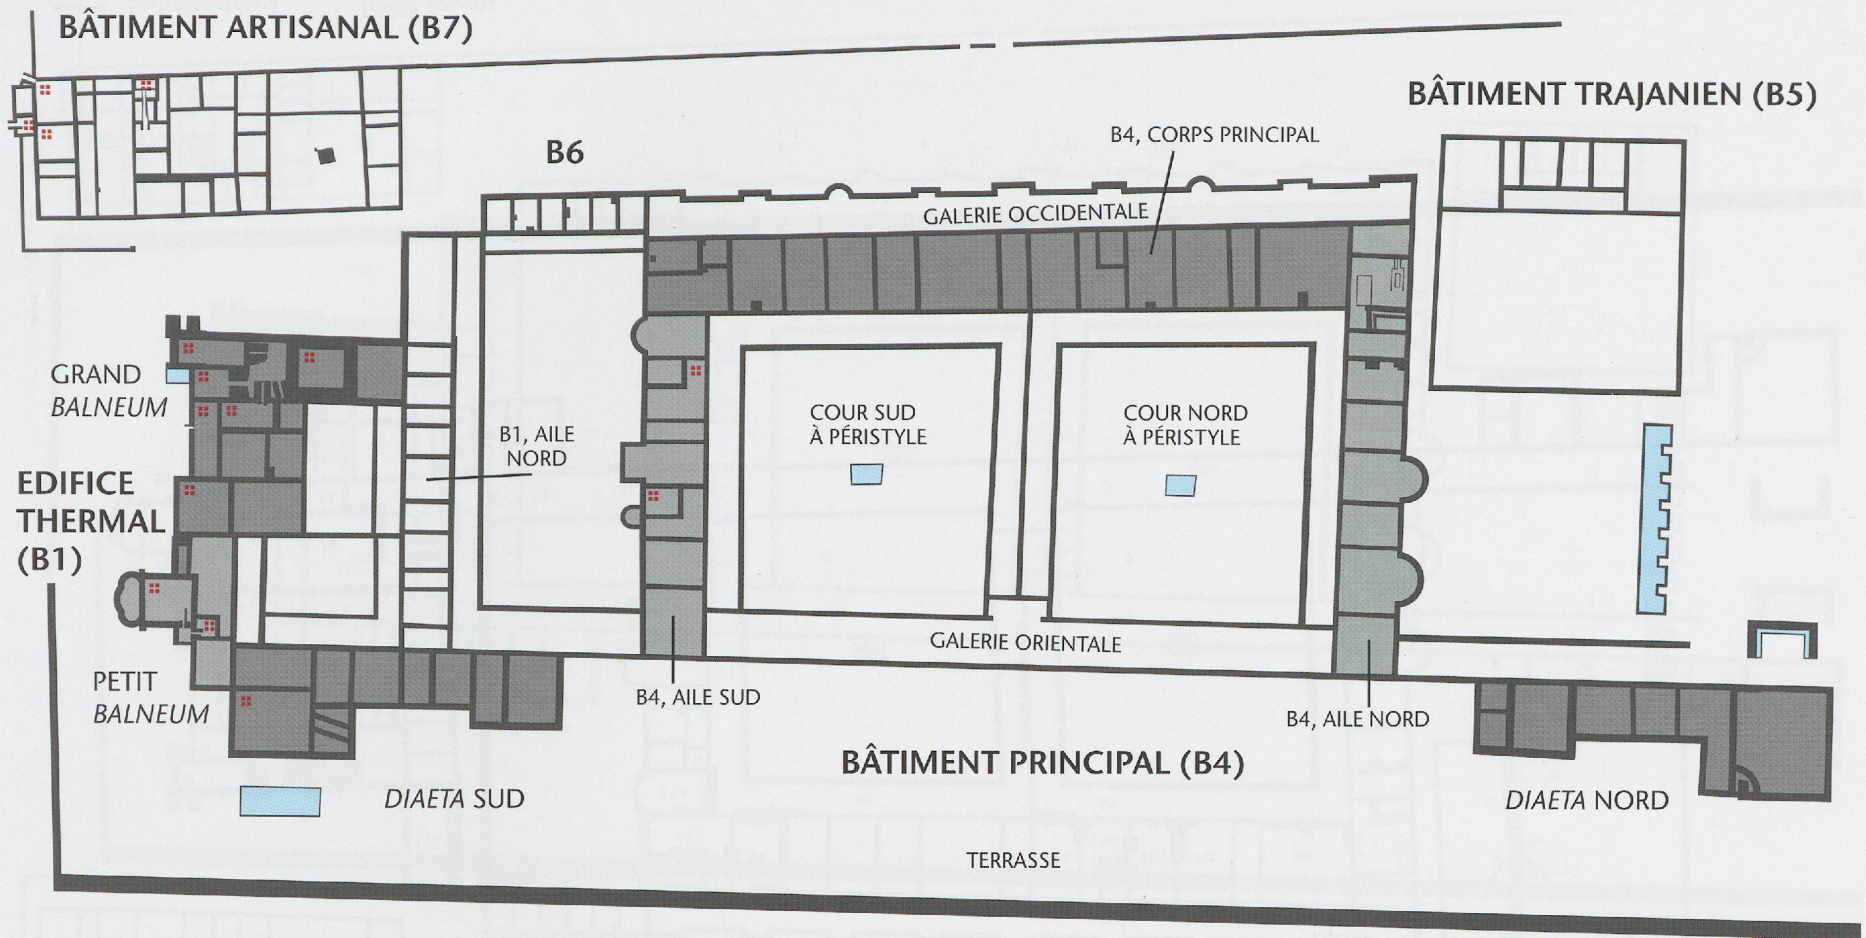 BÂTIMENT ARTISANAL (B7)
BÂTIMENT TRAJANIEN (B5)
B4, CORPS PRINCIPAL
B6
GALERIE OCCIDENTALE
GRAND
BALNEUM
COUR SUD
À PÉRISTYLE
COUR NORD
À PÉRISTYLE
B1, AILE
NORD
EDIFICE
THERMAL
(B1)
GALERIE ORIENTALE
PETIT
BALNEUM
B4, AILE SUD
B4, AILE NORD
BÂTIMENT PRINCIPAL (B4)
DIAETA SUD
DIAETA NORD
TERRASSE